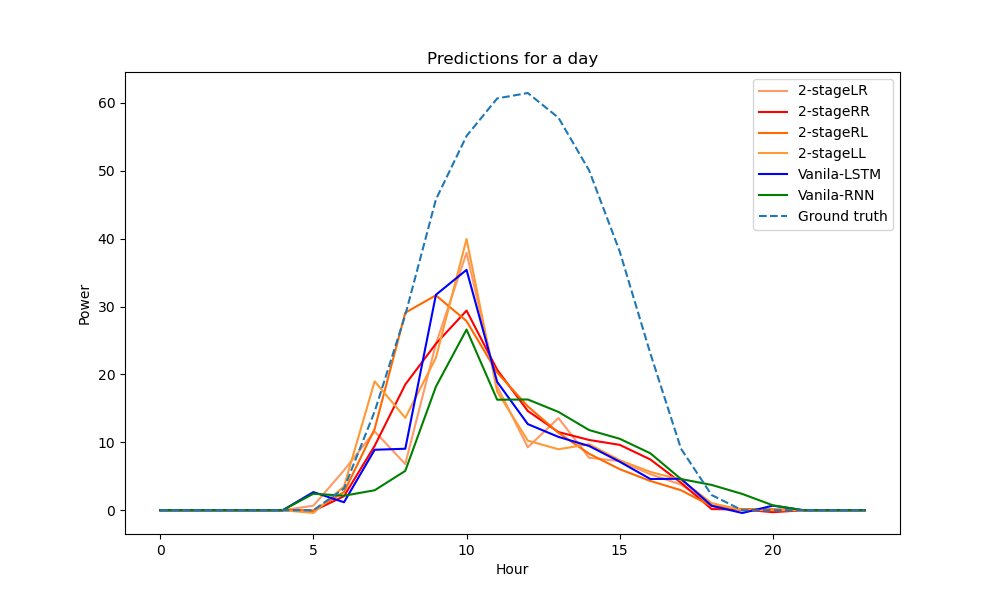 Predictions for a day
2-stageLR
2-stageRR
2-stageRL
2-stageLL
Vanila-LSTM
Vanila-RNN
Ground truth
60
50
40
30
20
10
0
Power
0 5 10 15 20
Hour